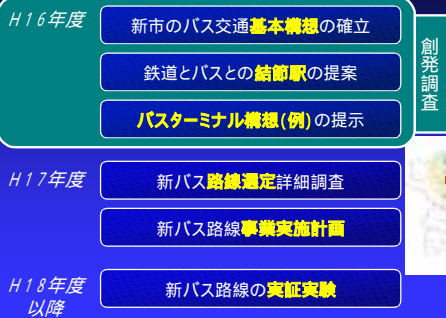 H16年度
新市のバス交通基本構想の確立
鉄道とバスとの結節駅の提案
バスターミナル構想(例)の提示
創発調査
H17年度
新バス路線選定詳細調査
新バス路線事業実施計画
H18年度
以降
新バス路線の実証実験